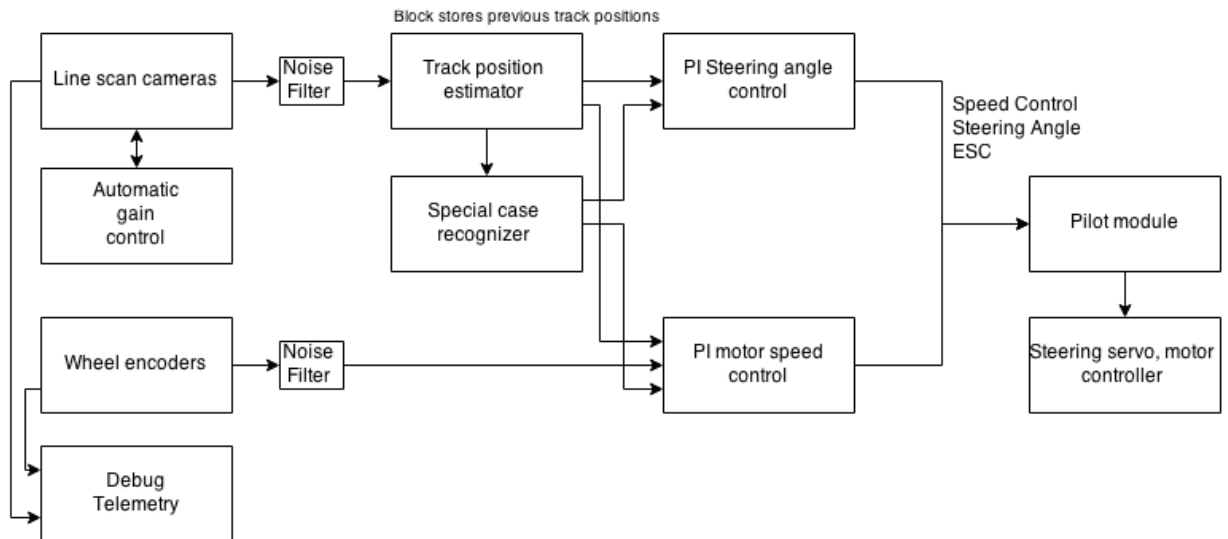 Block stores previous track positions
Line scan cameras
Noise
Filter
Track position
estimator
PI Steering angle
control
Speed Control
Steering Angle
ESC
Automatic
gain
control
Special case
recognizer
Pilot module
Wheel encoders
Noise
Filter
PI motor speed
control
Steering servo, motor
controller
Debug
Telemetry